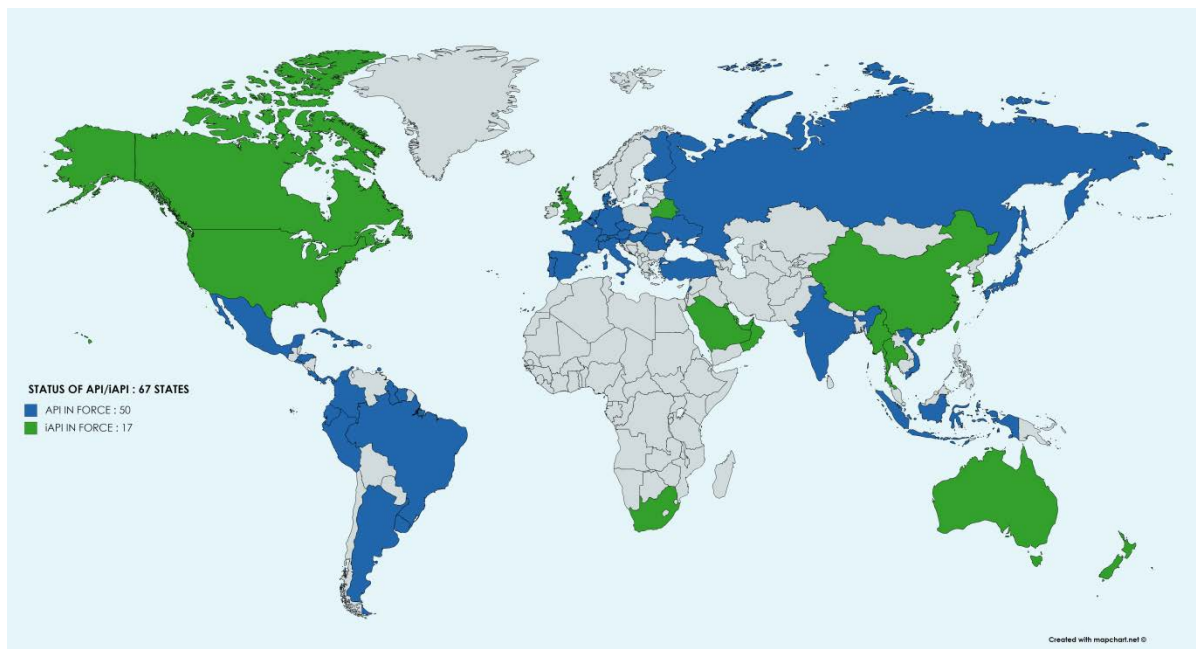 STATUS OF API/iAPI : 67 STATES
API IN FORCE : 50
iAPI IN FORCE : 17
Created with mapchart.net ©